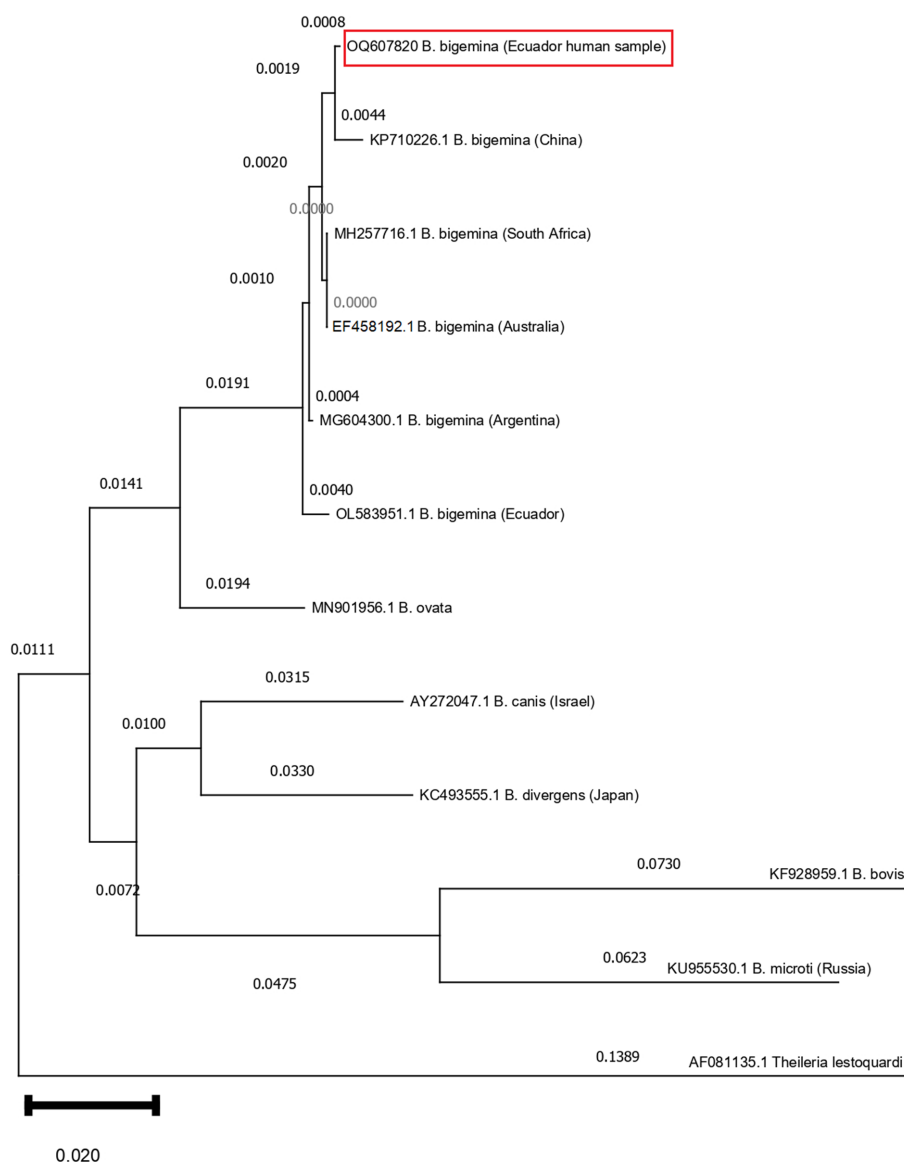 0.0008
OQ607820 B. bigemina (Ecuador human sample)
0.0019
0.0044
KP710226.1 B. bigemina (China)
0.0020
0.0000
MH257716.1 B. bigemina (South Africa)
0.0010
0.0000
EF458192.1 B. bigemina (Australia)
0.0191
0.0004
MG604300.1 B. bigemina (Argentina)
0.0141
0.0040
OL583951.1 B. bigemina (Ecuador)
0.0194
MN901956.1 B. ovata
0.0111
0.0315
AY272047.1 B. canis (Israel)
0.0100
0.0330
KC493555.1 B. divergens (Japan)
0.0730
KF928959.1 B. bovis
0.0072
0.0623
KU955530.1 B. microti (Russia)
0.0475
0.1389
AF081135.1 Theileria lestoquardi
0.020